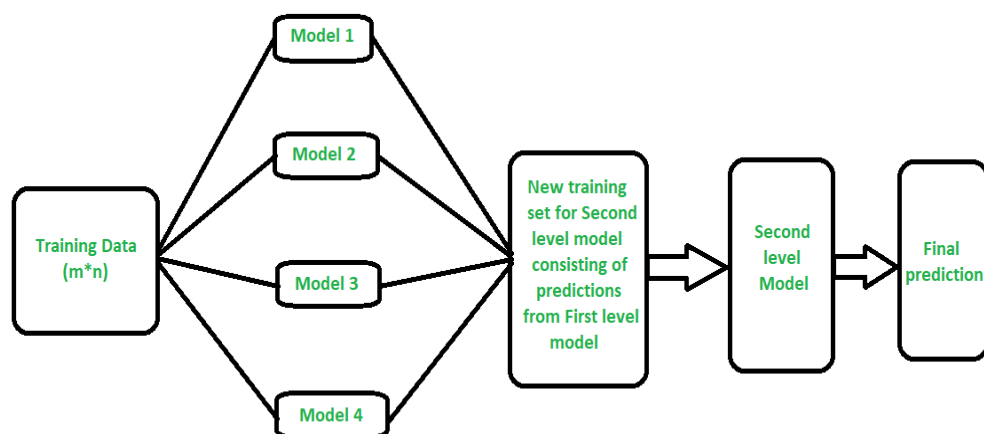 Model 1
Model 2
Training Data
(m*n)
Model 3
Model 4
New training
set for Second
level model
consisting of
predictions
from First level
model
Second
level
Model
Final
prediction